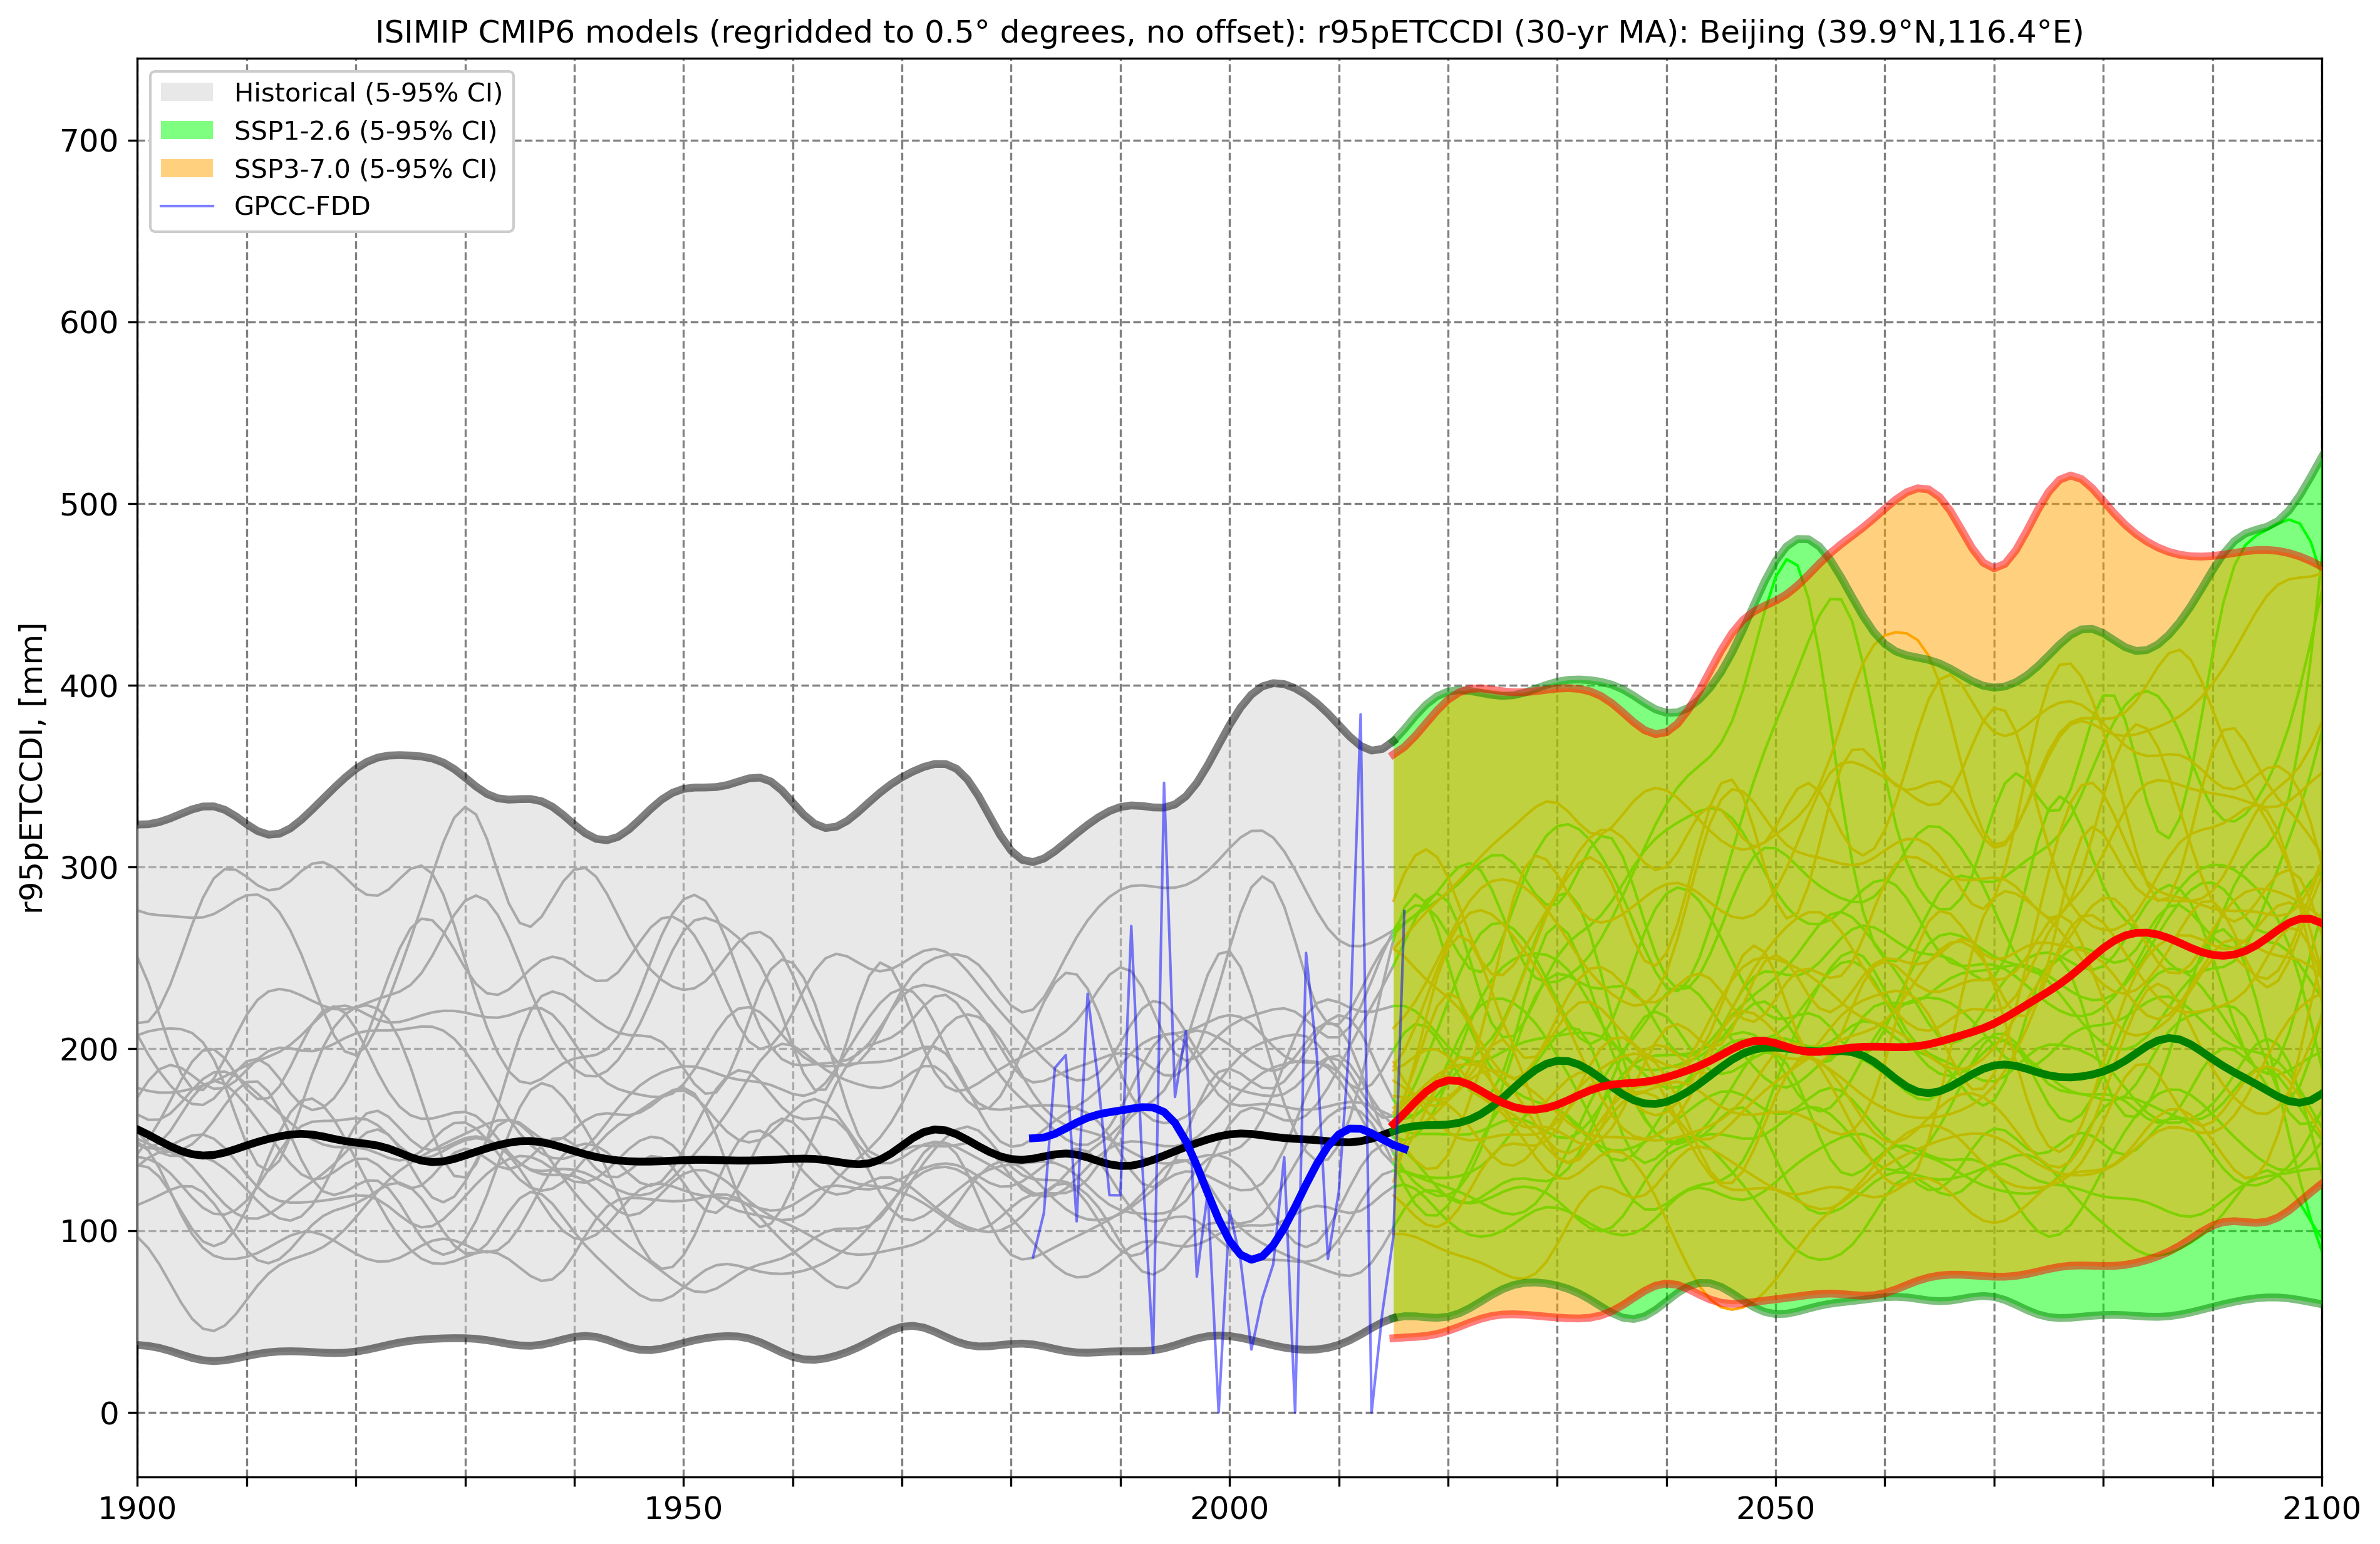 ISIMIP CMIP6 models (regridded to 0.5° degrees, no offset): r95pETCCDI (30-yr MA): Beijing (39.9°N,116.4°E)
Historical (5-95% CI)
SSP1-2.6 (5-95% CI)
SSP3-7.0 (5-95% CI)
GPCC-FDD
r95pETCCDI, [mm]
700
600
500
400
300
200
100
0
1900
1950
2000
2050
2100